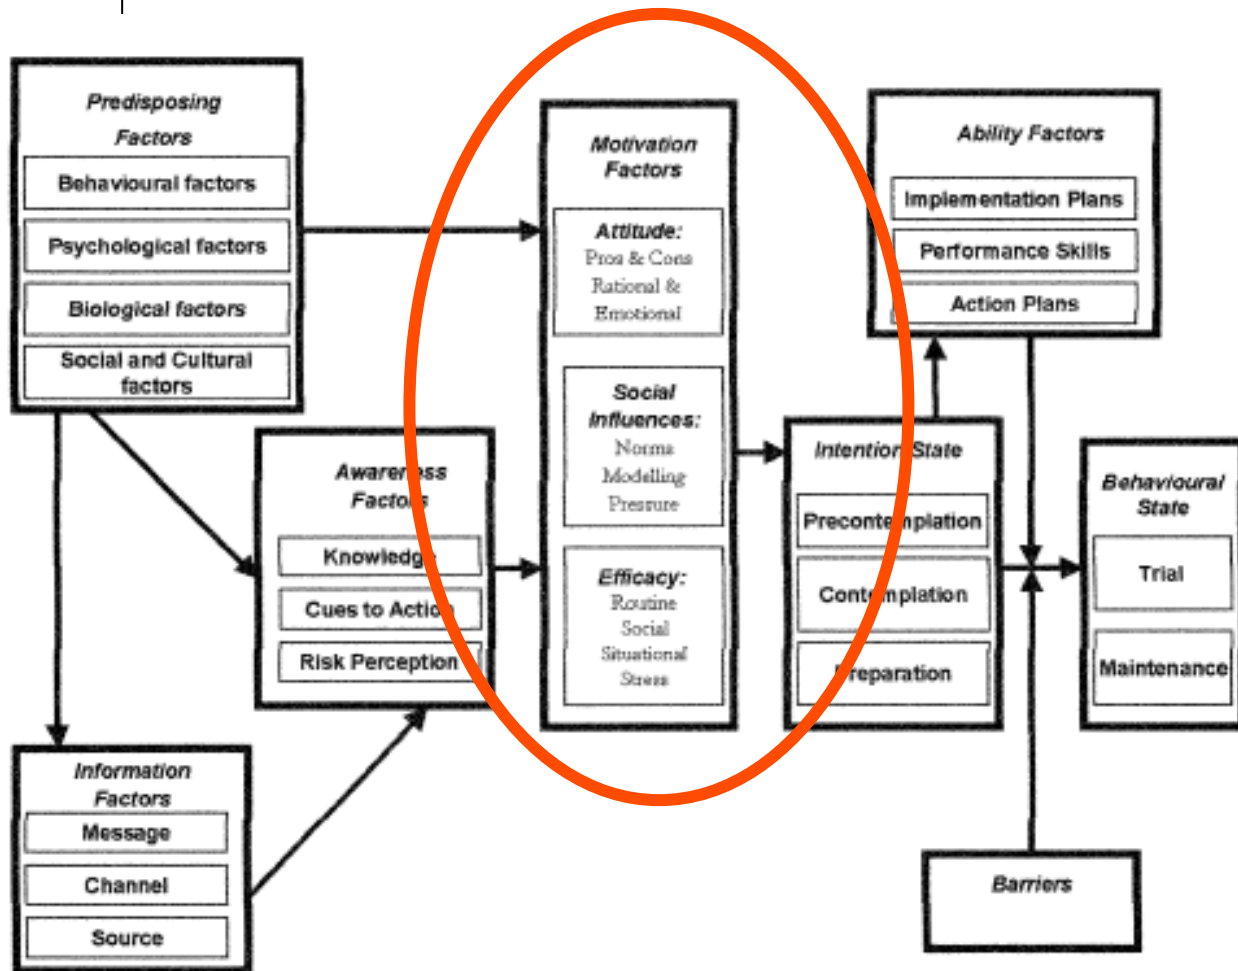 Predisposing
Factors
Behavioural factors
Psychological factors
Biological factors
Social and Cultural
factors
Awareness
Factors
Knowledge
Cues to Action
Risk Perception
Information
Factors
Message
Channel
Source
Motivation
Factors
Attitude:
Pros & Cons
Rational &
Emotional
Social
Influences:
Norms
Modelling
Pressure
Efficacy:
Routine
Social
Situational
Stress
Ability Factors
Implementation Plans
Performance Skills
Action Plans
Intention State
Precontemplation
Contemplation
Preparation
Behavioural
State
Trial
Maintenance
Barriers